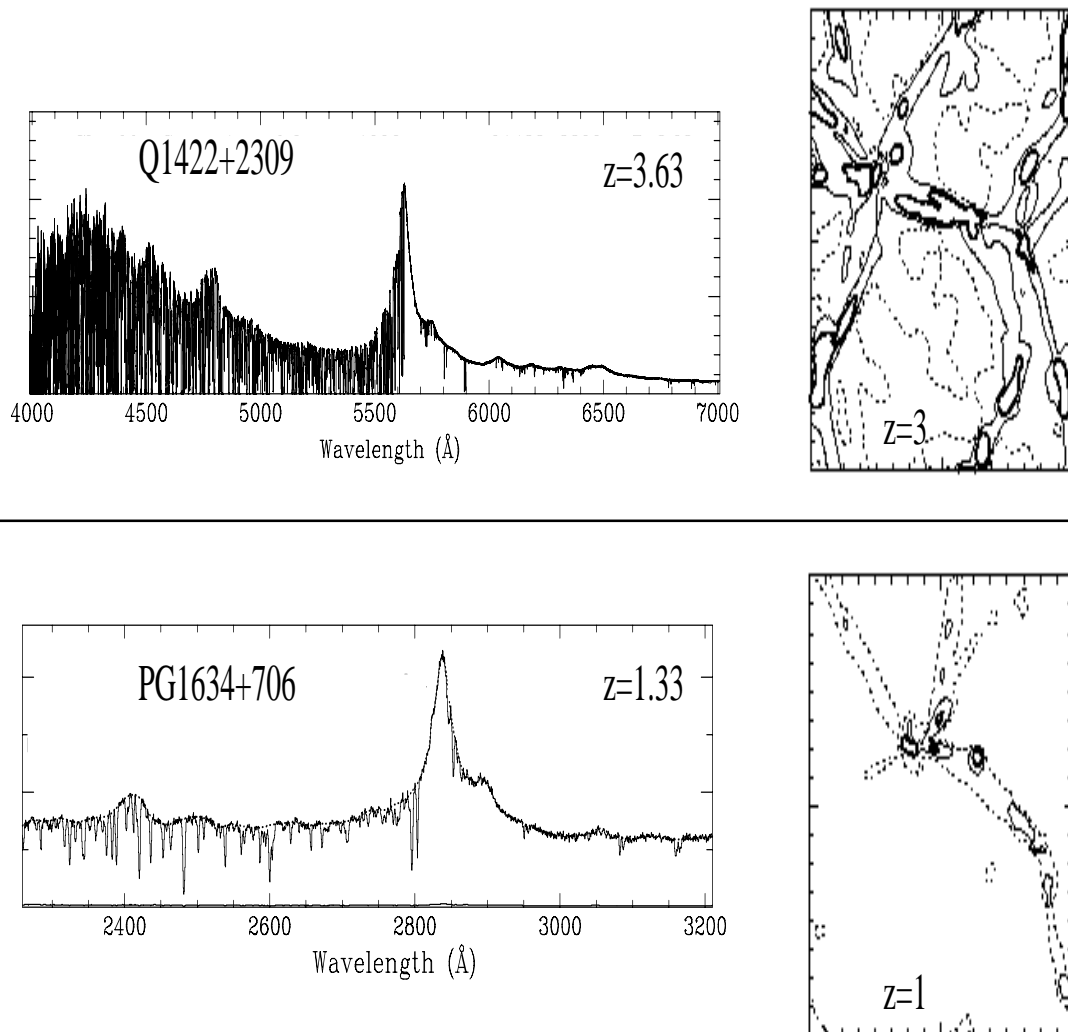 Q1422+2309
z=3.63
4000 4500 5000 5500 6000 6500 7000
Wavelength (Å)
z=3
PG1634+706
z=1.33
2400 2600 2800 3000 3200
Wavelength (Å)
z=1